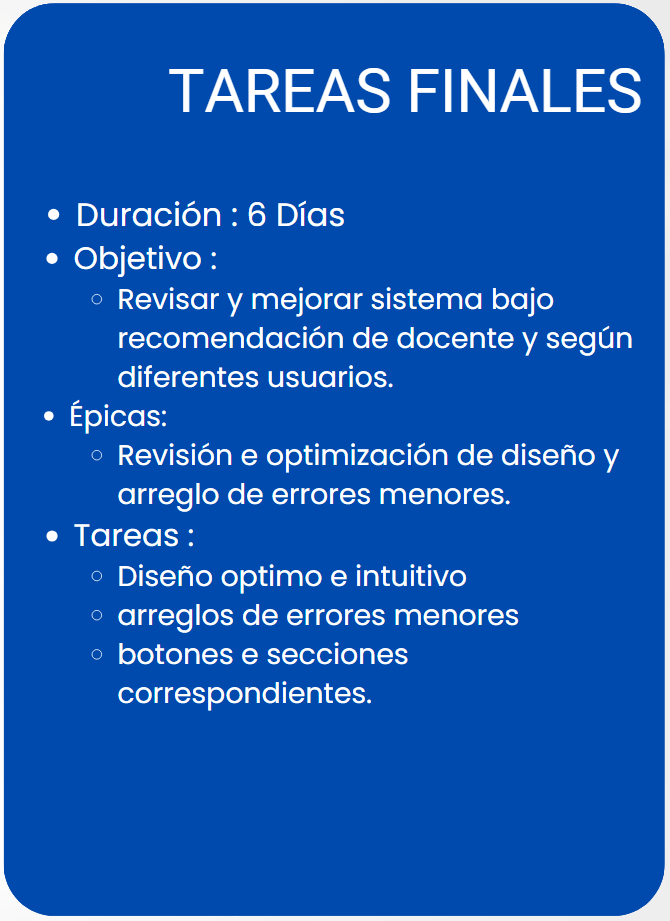 TAREAS FINALES
• Duración : 6 Días
• Objetivo :
○ Revisar y mejorar sistema bajo
recomendación de docente y según
diferentes usuarios.
• Épicas:
○ Revisión e optimización de diseño y
arreglo de errores menores.
• Tareas :
○ Diseño optimo e intuitivo
○ arreglos de errores menores
○ botones e secciones
correspondientes.